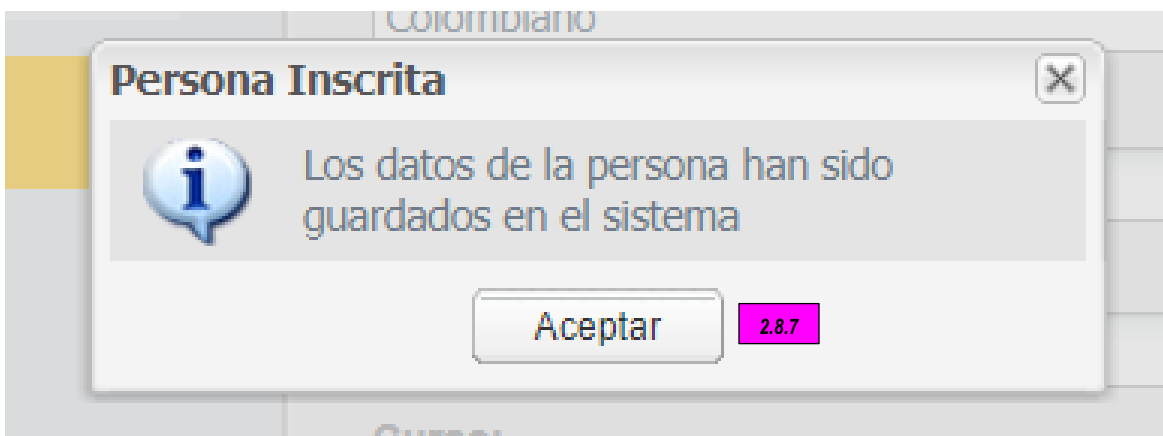 Colombiano
Persona Inscrita
Los datos de la persona han sido
guardados en el sistema
Aceptar 2.8.7